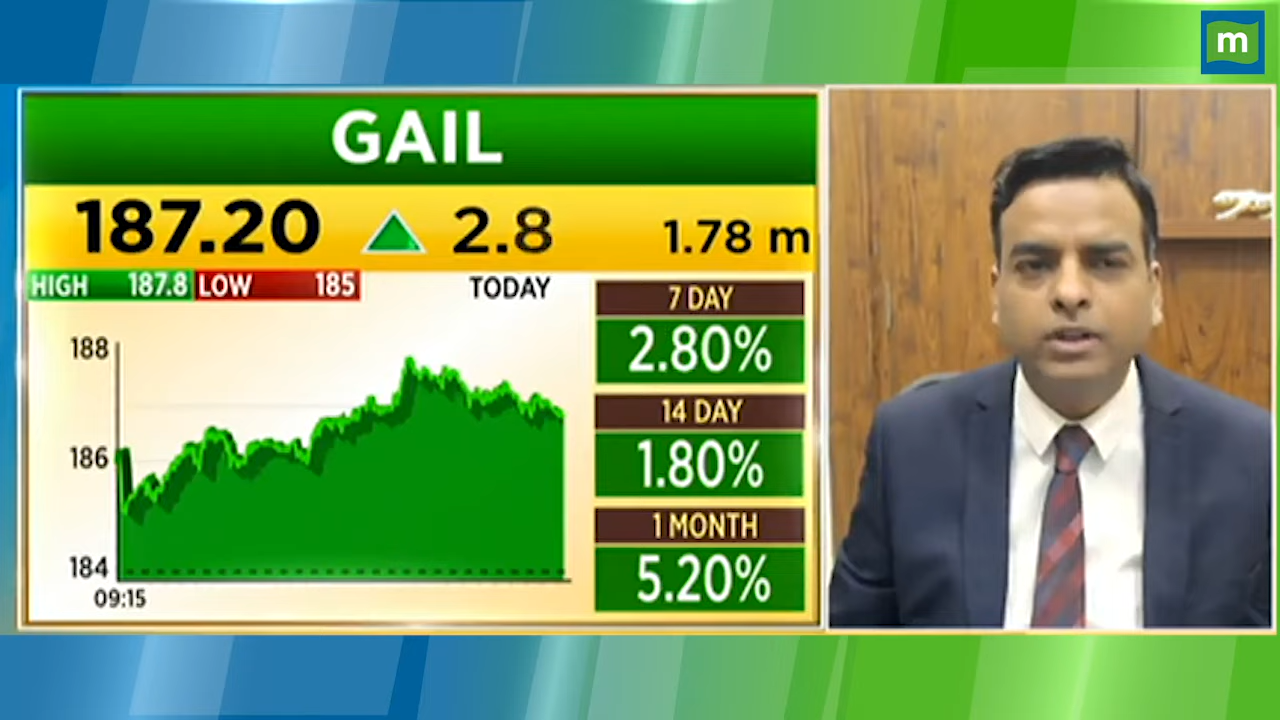 m
GAIL
187.20 2.8 1.78 m
HIGH 187.8 LOW 185 TODAY
188
186
184
09:15
7 DAY
2.80%
14 DAY
1.80%
1 MONTH
5.20%